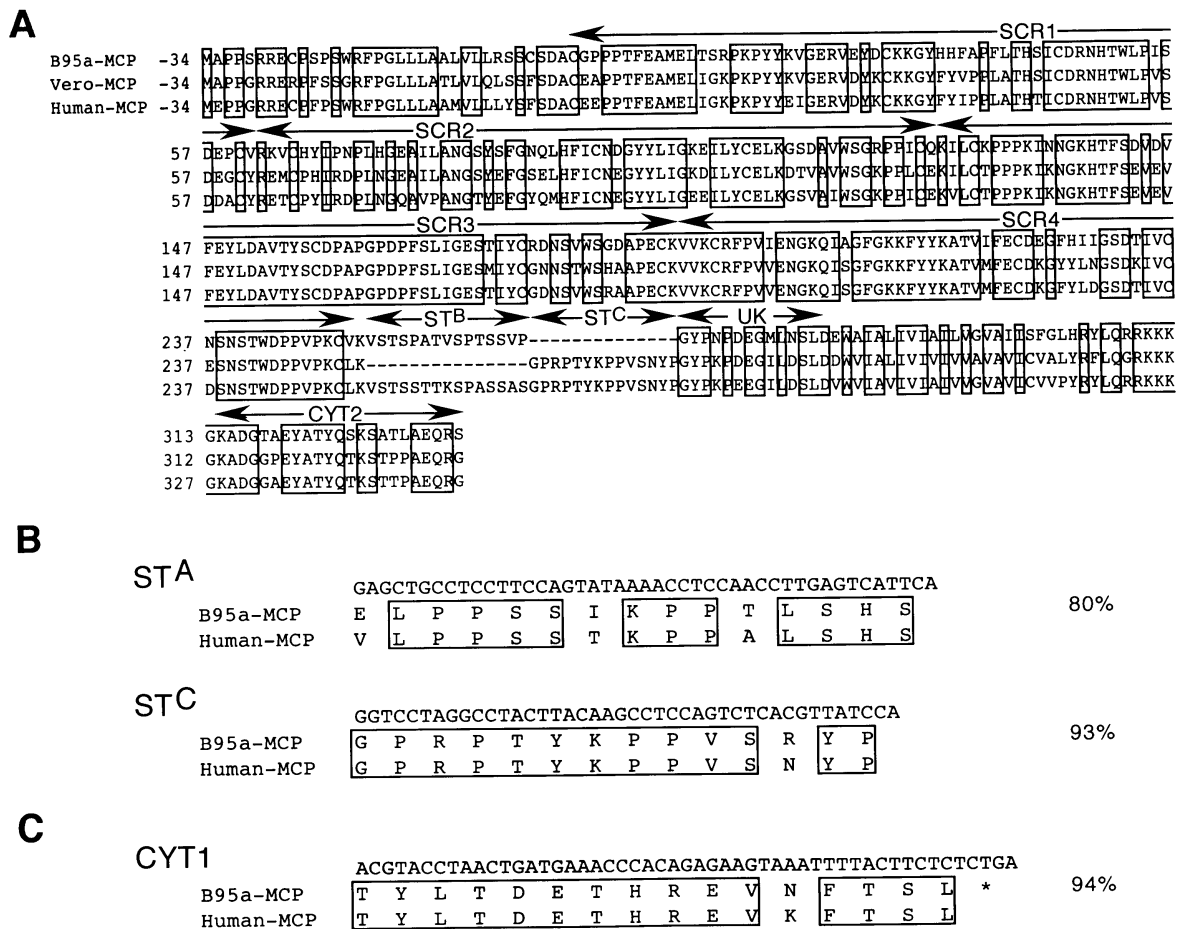 A
SCR1
B95a-MCP -34 MAPPSRRECPSPSWRFPGLLLAALVLLRSSCSDACGPPPTFEAMELTSRPKPYYKVGERVEYDCKKGYHHFAPFLTHSICDRNHTWLPIS
Vero-MCP -34 MAPPGRRERPFSSGRFPGLLLATLVLQLSSFSDACEAPPTFEAMELIGKPKPYYKVGERVDYKCKKGYFYVPPLATHSICDRNHTWLPVS
Human-MCP -34 MEPPGRRECPFPSWRFPGLLLAAMVLLLYSFSDACEEPPTFEAMELIGKPKPYYEIGERVDYKCKKGYFYIPPLATHTICDRNHTWLPVS
SCR2
57 DEPCVRKVCHYIPNPLHGEAILANGSYSFGNQLHFICNDGYYLIGKEILYCELKGSDAVWSGRPPICQKILCKPPPKINNGKHTFSDVDV
57 DEGCYREMCPHIRDPLNGEAILANGSYEFGSELHFICNEGYYLIGKDILYCELKDTVAVWSGKPPLCEKILCTPPPKIKNGKHTFSEVEV
57 DDACYRETCPYIRDPLNGQAVPANGTYEFGYQMHFICNEGYYLIGEEILYCELKGSVAIWSGKPPICEKVLCTPPPKIKNGKHTFSEVEV
SCR3 SCR4
147 FEYLDAVTYSCDPAPGPDPFSLIGESTIYCRDNSVWSGDAPECKVVKCRFPVIENGKQIAGFGKKFYYKATVIFECDEGFHIIGSDTIVC
147 FEYLDAVTYSCDPAPGPDPFSLIGESMIYCGNNSTWSHAAPECKVVKCRFPVVENGKQISGFGKKFYYKATVMFECDKGYYLNGSDKIVC
147 FEYLDAVTYSCDPAPGPDPFSLIGESTIYCGDNSVWSRAAPECKVVKCRFPVVENGKQISGFGKKFYYKATVMFECDKGFYLDGSDTIVC
STB STC UK
237 NSNSTWDPPVPKCVKVSTSPATVSPTSSVP--------------GYPNPDEGMLNSLDEWAIALIVIAILVGVAIISFGLHRYLQRRKKK
237 ESNSTWDPPVPKCLK---------------GPRPTYKPPVSNYPGYPKPDEGILDSLDDWVIALIVIVIVVAVAVICVALYRFLQGRKKK
237 DSNSTWDPPVPKCLKVSTSSTTKSPASSASGPRPTYKPPVSNYPGYPKPEEGILDSLDVWVIAVIVIAIVVGVAVICVVPYRYLQRRKKK
CYT2
313 GKADGTAEYATYQSKSATLAEQRS
312 GKADGGPEYATYQTKSTPPAEQRG
327 GKADGGAEYATYQTKSTTPAEQRG
B
STA
GAGCTGCCTCCTTCCAGTATAAAACCTCCAACCTTGAGTCATTCA
B95a-MCP E L P P S S I K P P T L S H S 80%
Human-MCP V L P P S S T K P P A L S H S
STC
GGTCCTAGGCCTACTTACAAGCCTCCAGTCTCACGTTATCCA
B95a-MCP G P R P T Y K P P V S R Y P 93%
Human-MCP G P R P T Y K P P V S N Y P
C
CYT1
ACGTACCTAACTGATGAAACCCACAGAGAAGTAAATTTTACTTCTCTCTGA
B95a-MCP T Y L T D E T H R E V N F T S L * 94%
Human-MCP T Y L T D E T H R E V K F T S L